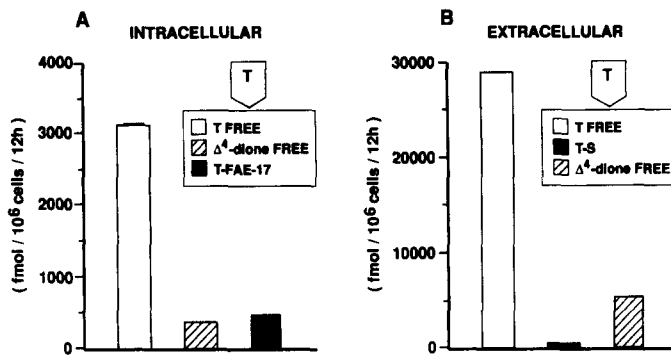 A
INTRACELLULAR
( fmol / 10⁶ cells / 12h )
4000
3000
2000
1000
0
T
T FREE
Δ⁴-dione FREE
T-FAE-17
B
EXTRACELLULAR
( fmol / 10⁶ cells / 12h )
30000
20000
10000
0
T
T FREE
T-S
Δ⁴-dione FREE